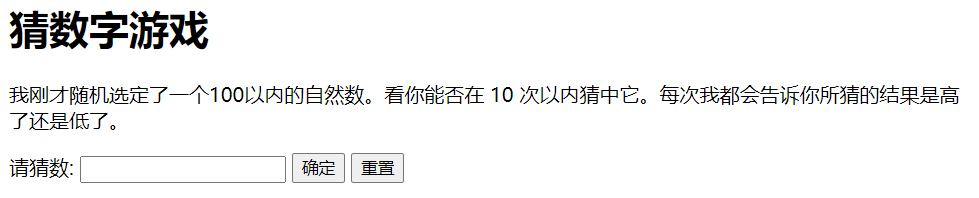 猜数字游戏
我刚才随机选定了一个100以内的自然数。看你能否在 10 次以内猜中它。每次我都会告诉你所猜的结果是高
了还是低了。
请猜数: 确定 重置